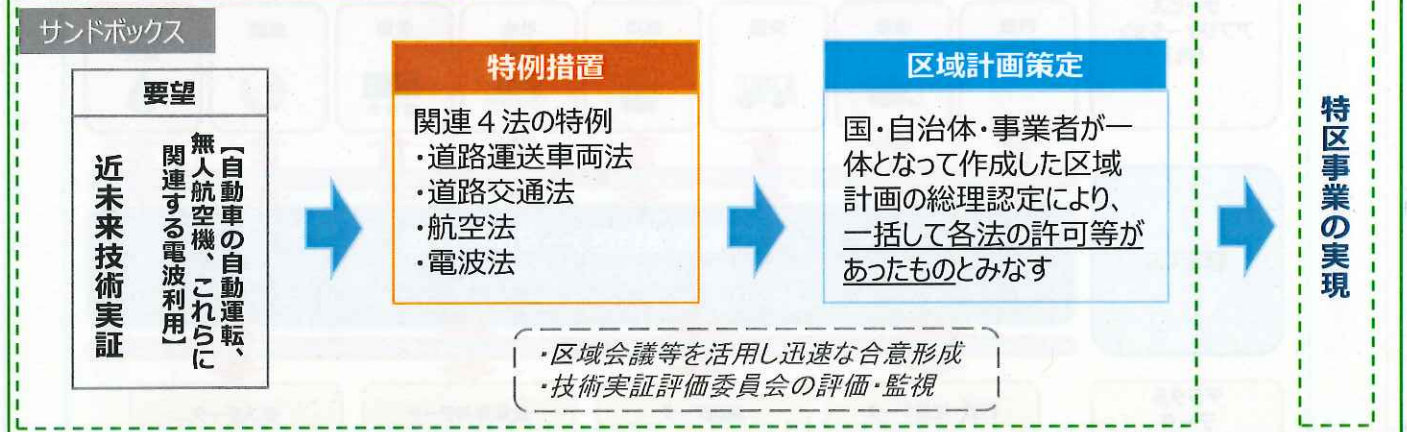 サンドボックス
要望
近未来技術実証
【自動車の自動運転、
無人航空機、これらに
関連する電波利用】
特例措置
関連４法の特例
・道路運送車両法
・道路交通法
・航空法
・電波法
区域計画策定
国・自治体・事業者が一
体となって作成した区域
計画の総理認定により、
一括して各法の許可等が
あったものとみなす
・区域会議等を活用し迅速な合意形成
・技術実証評価委員会の評価・監視
特区事業の実現